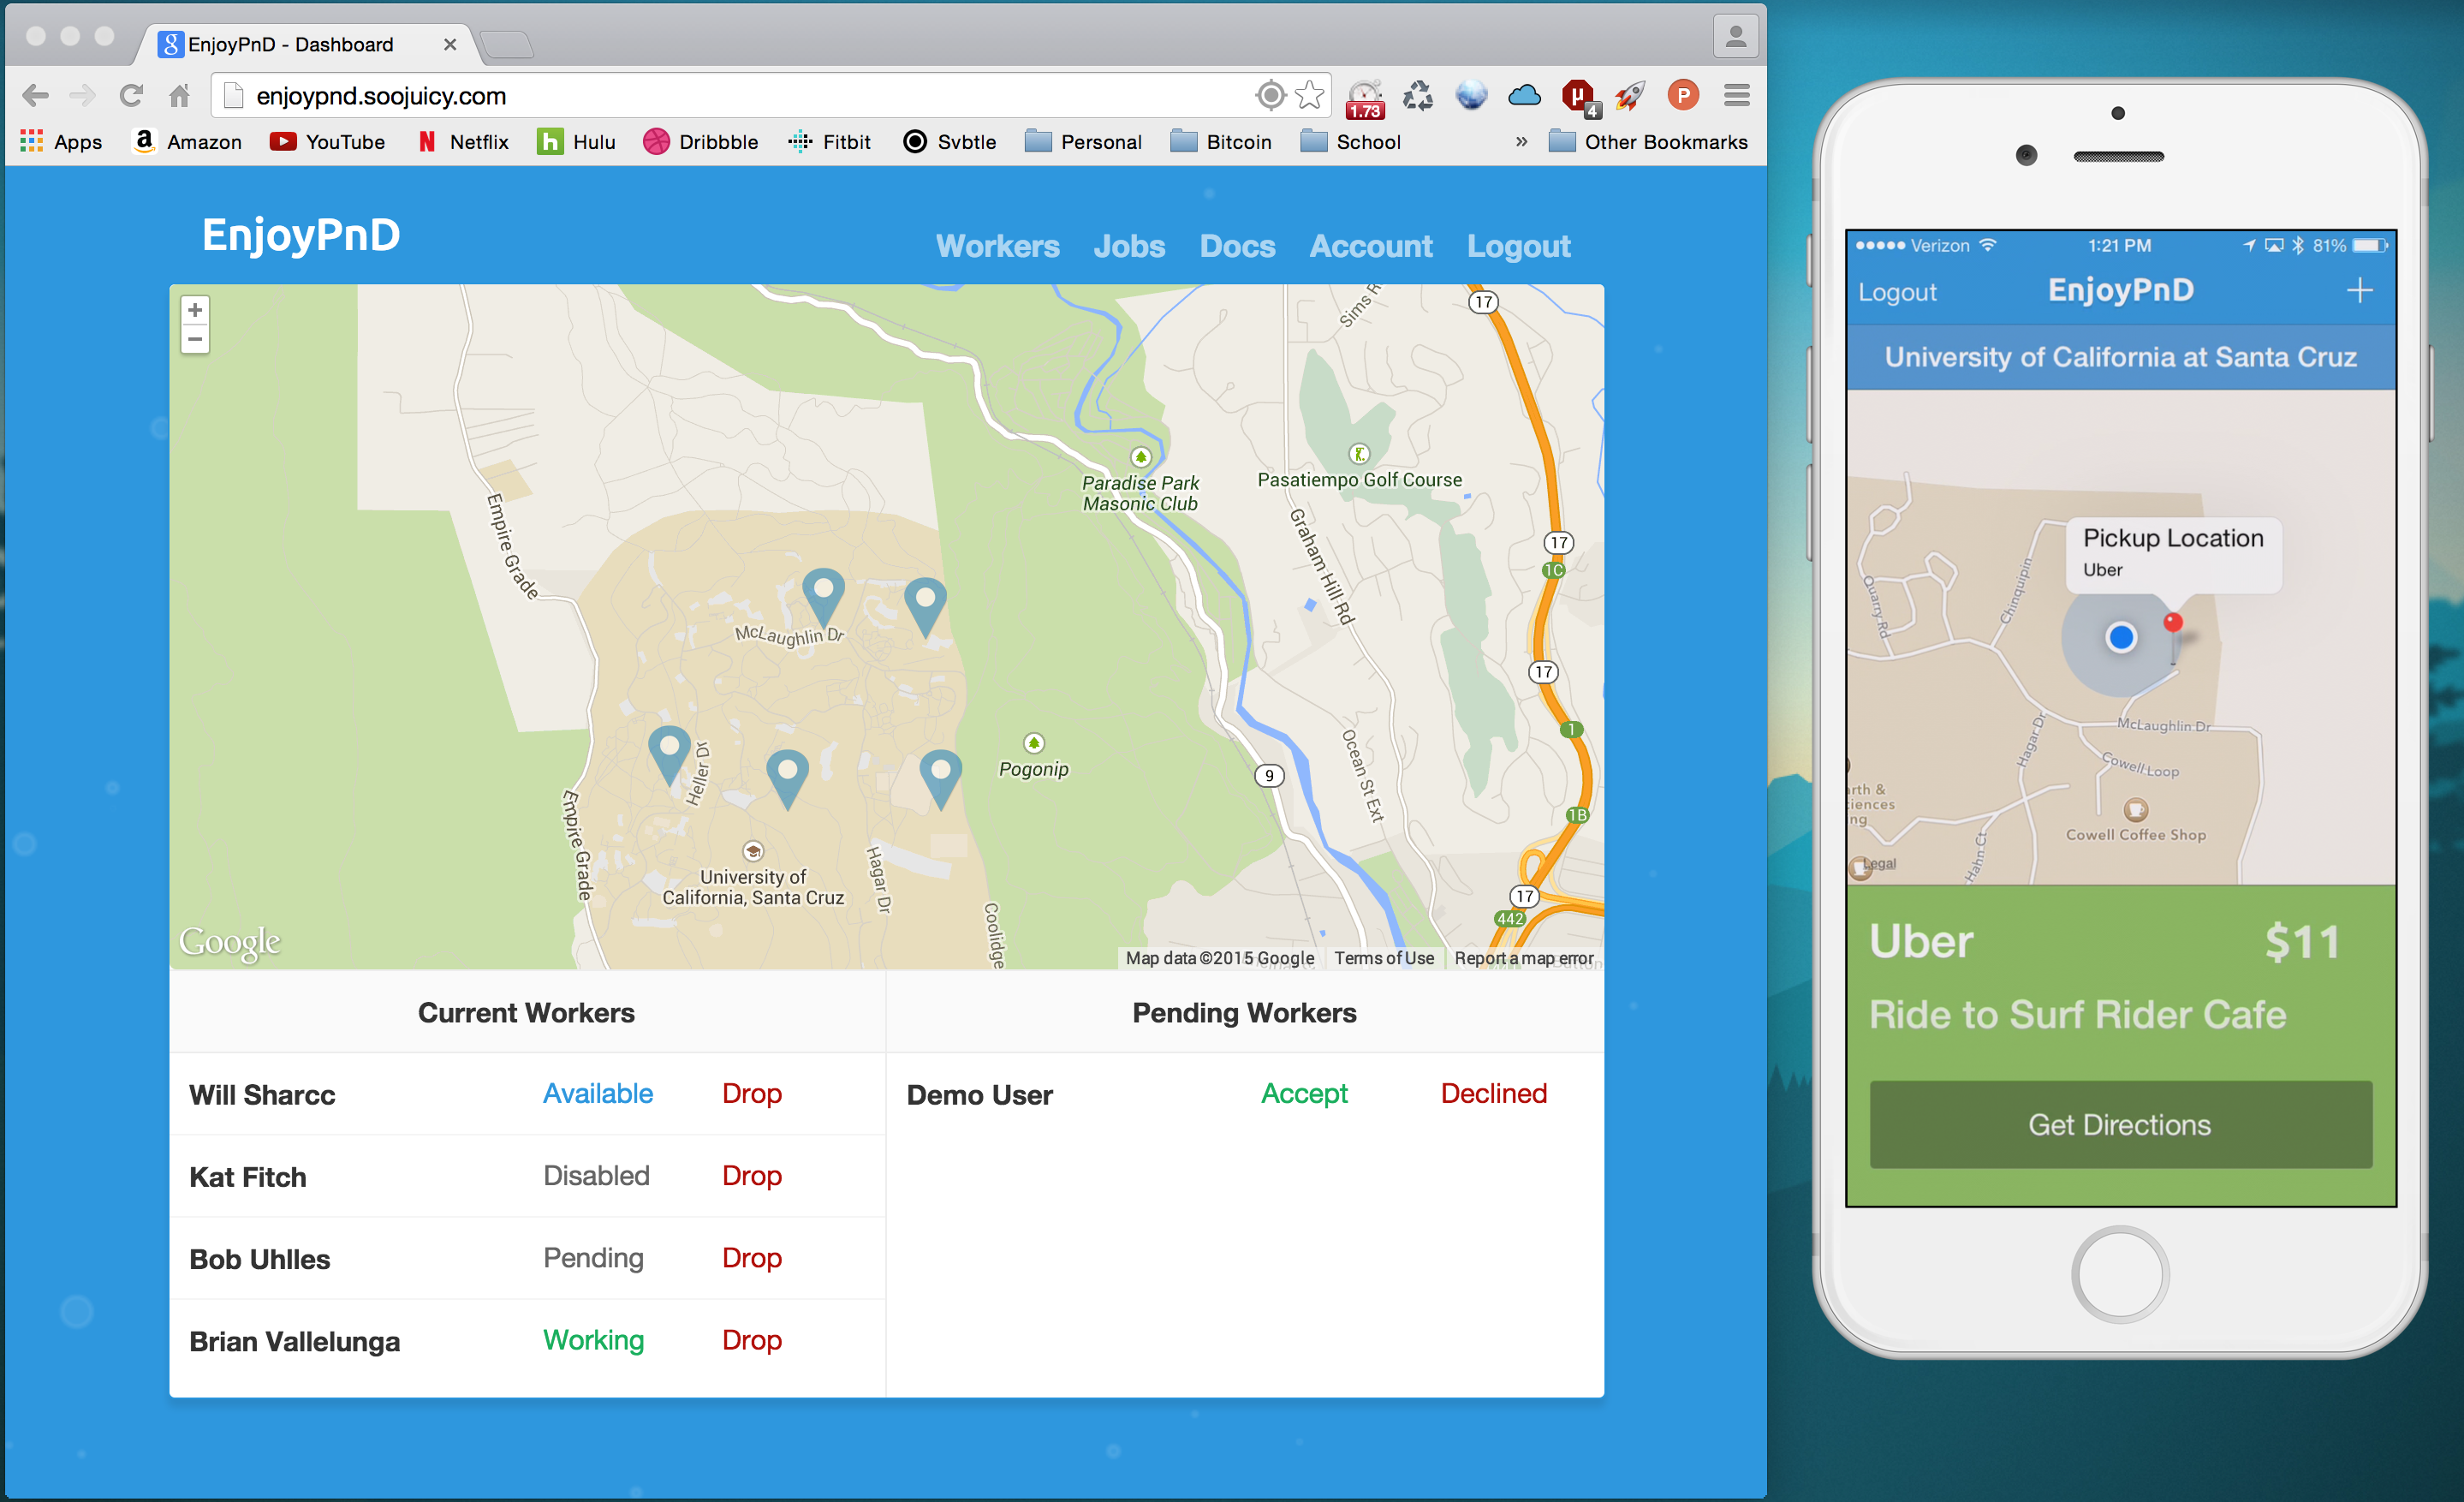 EnjoyPnD - Dashboard
enjoypnd.soojuicy.com
1.73
µ
4
P
Apps
Amazon
YouTube
Netflix
Hulu
Dribbble
Fitbit
Svbtle
Personal
Bitcoin
School
»
Other Bookmarks
EnjoyPnD
Workers
Jobs
Docs
Account
Logout
+
−
Sims R
17
Paradise Park
Masonic Club
Pasatiempo Golf Course
Empire Grade
Graham Hill Rd
17
1C
McLaughlin Dr
17
1
Heller Dr
Pogonip
9
Ocean St Ext
Empire Grade
1B
University of
California, Santa Cruz
Hagar Dr
17
442
Coolidge
Google
Map data ©2015 Google
Terms of Use
Report a map error
Current Workers
Pending Workers
Will Sharcc Available Drop
Demo User Accept Declined
Kat Fitch Disabled Drop
Bob Uhlles Pending Drop
Brian Vallelunga Working Drop
Verizon
1:21 PM
81%
Logout
EnjoyPnD
+
University of California at Santa Cruz
Pickup Location
Uber
Quarry Rd
Chinquipin
McLaughlin Dr
Hagar Dr
Cowell Loop
arth &
iences
ng
Cowell Coffee Shop
Hahn Ct
Legal
Uber
$11
Ride to Surf Rider Cafe
Get Directions